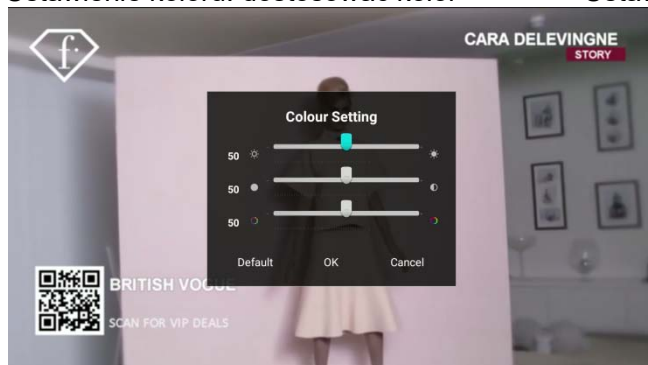 CARA DELEVINGNE
STORY
f
Colour Setting
50
50
50
Default OK Cancel
BRITISH VOGUE
SCAN FOR VIP DEALS